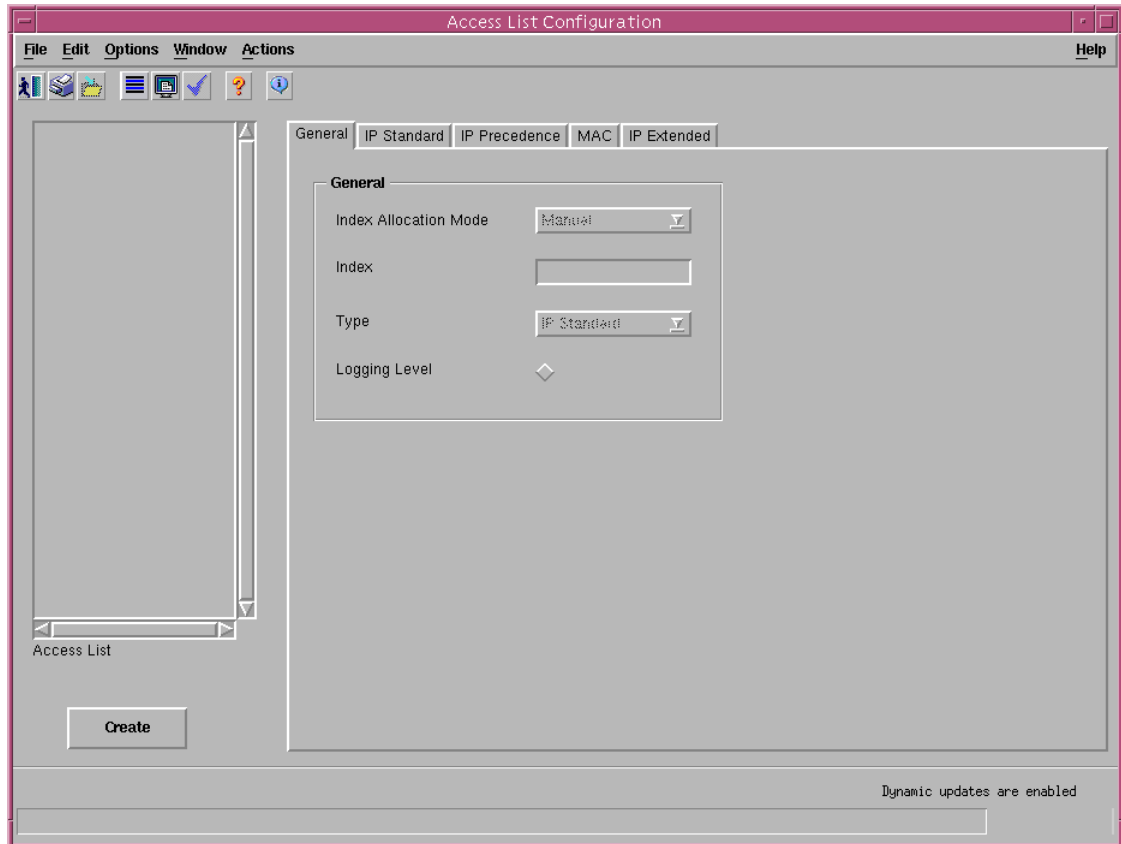 Access List Configuration
File Edit Options Window Actions Help
General IP Standard IP Precedence MAC IP Extended
General
Index Allocation Mode Manual
Index
Type IP Standard
Logging Level
Access List
Create
Dynamic updates are enabled